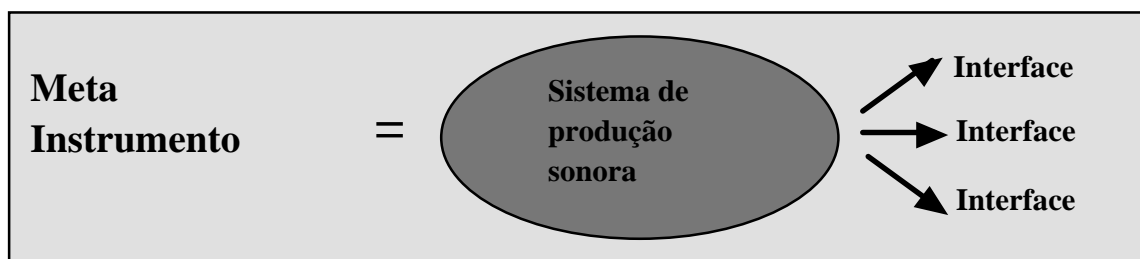 Meta
Instrumento
=
Sistema de
produção
sonora
Interface
Interface
Interface